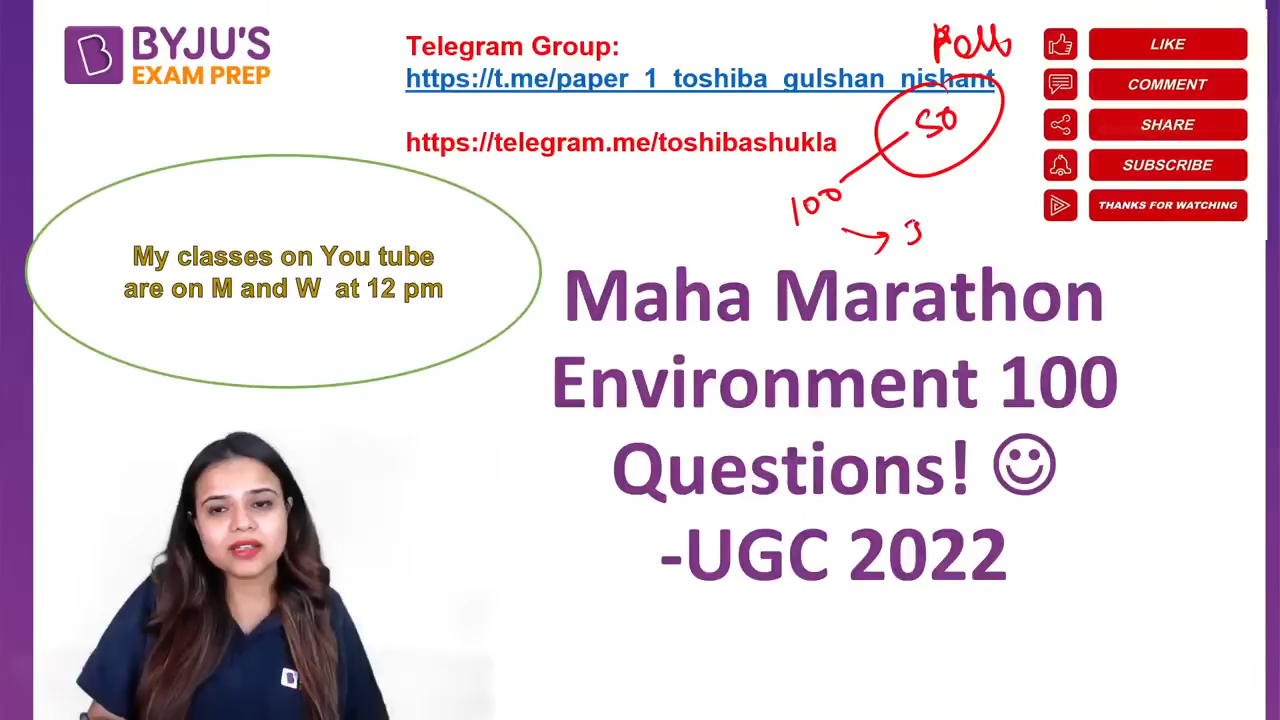 BYJU'S
EXAM PREP
Telegram Group:
https://t.me/paper_1_toshiba_gulshan_nishant
https://telegram.me/toshibashukla
50
100
3
LIKE
COMMENT
SHARE
SUBSCRIBE
THANKS FOR WATCHING
My classes on You tube
are on M and W at 12 pm
Maha Marathon
Environment 100
Questions! ☺
-UGC 2022